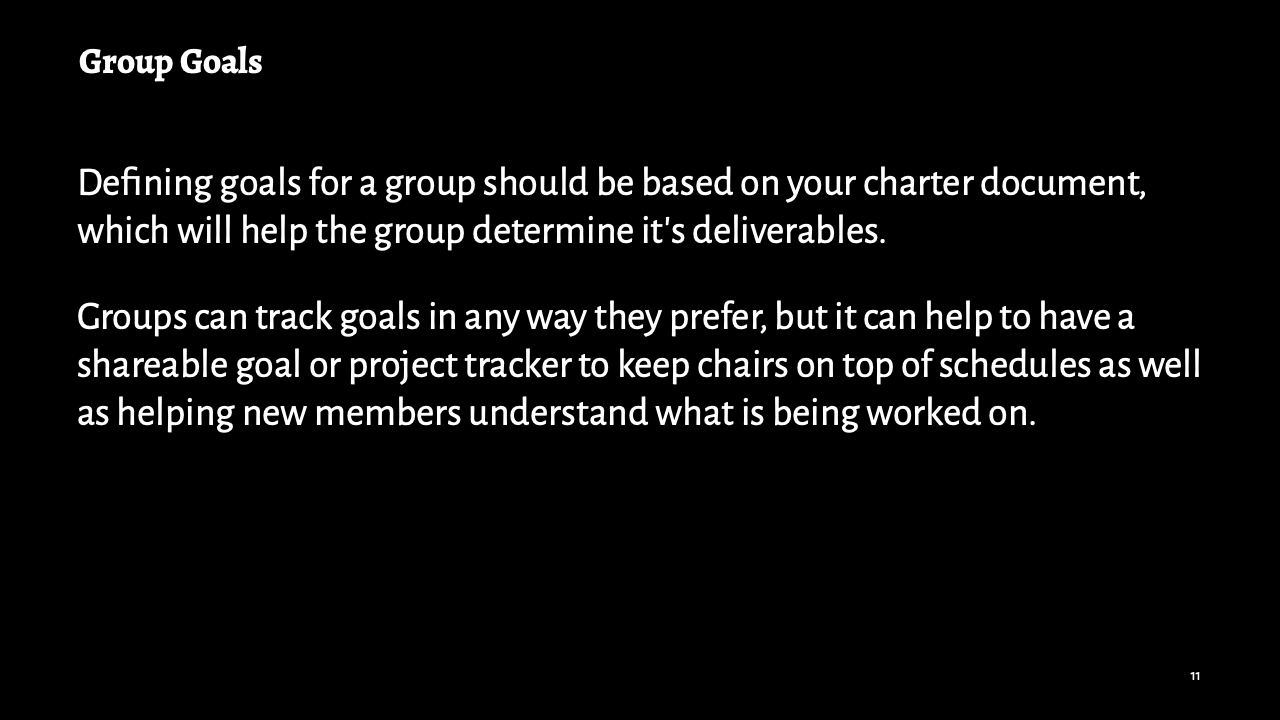 Group Goals
Defining goals for a group should be based on your charter document,
which will help the group determine it's deliverables.
Groups can track goals in any way they prefer, but it can help to have a
shareable goal or project tracker to keep chairs on top of schedules as well
as helping new members understand what is being worked on.
11